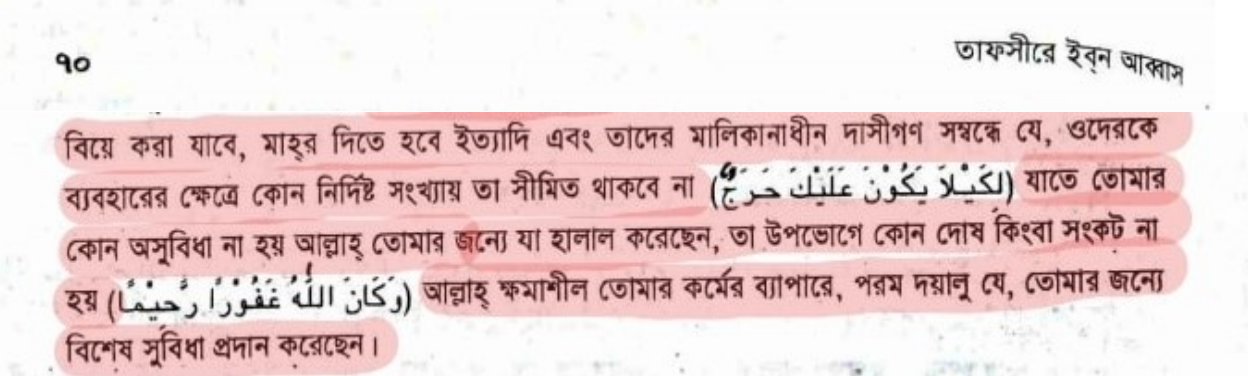 ৭০
তাফসীরে ইব্‌ন আব্বাস
বিয়ে করা যাবে, মাহ্‌র দিতে হবে ইত্যাদি এবং তাদের মালিকানাধীন দাসীগণ সম্বন্ধে যে, ওদেরকে
ব্যবহারের ক্ষেত্রে কোন নির্দিষ্ট সংখ্যায় তা সীমিত থাকবে না (لِكَيْلَا يَكُوْنَ عَلَيْكَ حَرَجٌ) যাতে তোমার
কোন অসুবিধা না হয় আল্লাহ্ তোমার জন্যে যা হালাল করেছেন, তা উপভোগে কোন দোষ কিংবা সংকট না
হয় (وَكَانَ اللّٰهُ غَفُوْرًا رَّحِيْمًا) আল্লাহ্ ক্ষমাশীল তোমার কর্মের ব্যাপারে, পরম দয়ালু যে, তোমার জন্যে
বিশেষ সুবিধা প্রদান করেছেন।